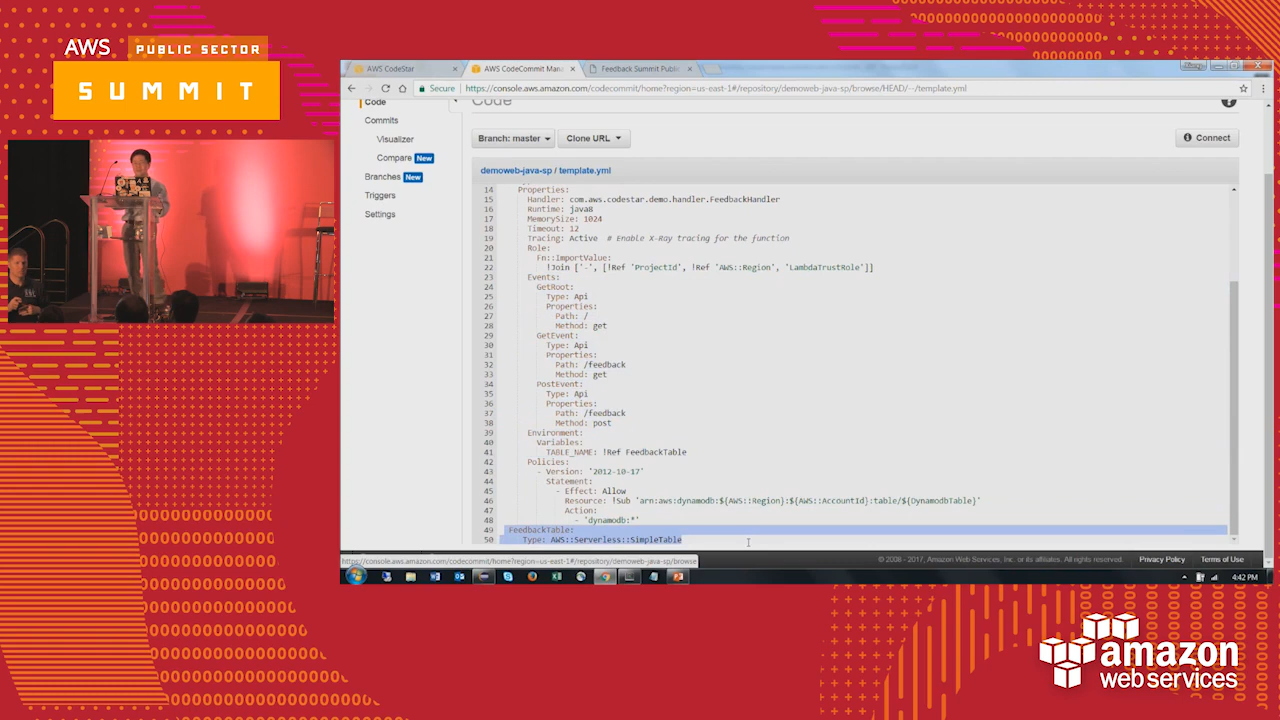 AWS
PUBLIC SECTOR
SUMMIT
AWS CodeStar
AWS CodeCommit Man
Feedback Summit Public
Secure
https://console.aws.amazon.com/codecommit/home?region=us-east-1#/repository/demoweb-java-sp/browse/HEAD/--/template.yml
Code
Commits
Visualizer
Compare New
Branches New
Triggers
Settings
Code
Branch: master
Clone URL
Connect
demoweb-java-sp / template.yml
14 Properties:
15 Handler: com.aws.codestar.demo.handler.FeedbackHandler
16 Runtime: java8
17 MemorySize: 1024
18 Timeout: 12
19 Tracing: Active # Enable X-Ray tracing for the function
20 Role:
21 Fn::ImportValue:
22 !Join ['-', [!Ref 'ProjectId', !Ref 'AWS::Region', 'LambdaTrustRole']]
23 Events:
24 GetRoot:
25 Type: Api
26 Properties:
27 Path: /
28 Method: get
29 GetEvent:
30 Type: Api
31 Properties:
32 Path: /feedback
33 Method: get
34 PostEvent:
35 Type: Api
36 Properties:
37 Path: /feedback
38 Method: post
39 Environment:
40 Variables:
41 TABLE_NAME: !Ref FeedbackTable
42 Policies:
43 - Version: '2012-10-17'
44 Statement:
45 - Effect: Allow
46 Resource: !Sub 'arn:aws:dynamodb:${AWS::Region}:${AWS::AccountId}:table/${DynamodbTable}'
47 Action:
48 - 'dynamodb:*'
49 FeedbackTable:
50 Type: AWS::Serverless::SimpleTable
https://console.aws.amazon.com/codecommit/home?region=us-east-1#/repository/demoweb-java-sp/browse
© 2008 - 2017, Amazon Web Services, Inc. or its affiliates. All rights reserved.
Privacy Policy
Terms of Use
4:42 PM
amazon
web services